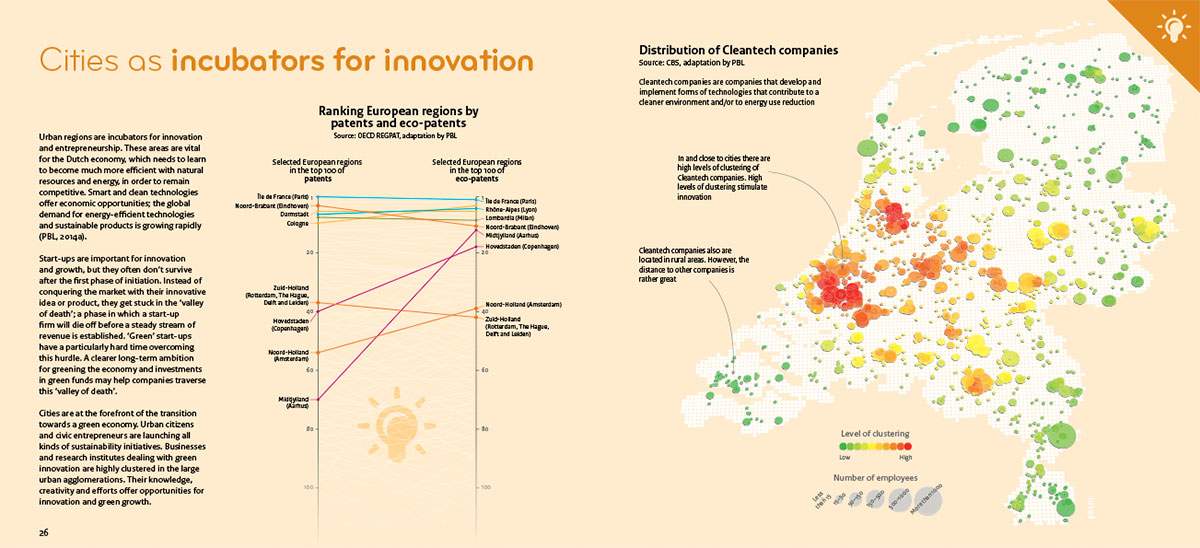 Cities as incubators for innovation
Urban regions are incubators for innovation
and entrepreneurship. These areas are vital
for the Dutch economy, which needs to learn
to become much more efficient with natural
resources and energy, in order to remain
competitive. Smart and clean technologies
offer economic opportunities; the global
demand for energy-efficient technologies
and sustainable products is growing rapidly
(PBL, 2014a).
Start-ups are important for innovation
and growth, but they often don't survive
after the first phase of initiation. Instead of
conquering the market with their innovative
idea or product, they get stuck in the 'valley
of death'; a phase in which a start-up
firm will die off before a steady stream of
revenue is established. 'Green' start-ups
have a particularly hard time overcoming
this hurdle. A clearer long-term ambition
for greening the economy and investments
in green funds may help companies traverse
this 'valley of death'.
Cities are at the forefront of the transition
towards a green economy. Urban citizens
and civic entrepreneurs are launching all
kinds of sustainability initiatives. Businesses
and research institutes dealing with green
innovation are highly clustered in the large
urban agglomerations. Their knowledge,
creativity and efforts offer opportunities for
innovation and green growth.
26
Ranking European regions by
patents and eco-patents
Source: OECD REGPAT, adaptation by PBL
Selected European regions
in the top 100 of
patents
Selected European regions
in the top 100 of
eco-patents
Île de France (Paris)
Noord-Brabant (Eindhoven)
Darmstadt
Cologne
Zuid-Holland
(Rotterdam, The Hague,
Delft and Leiden)
Hovedstaden
(Copenhagen)
Noord-Holland
(Amsterdam)
Midtjylland
(Aarhus)
1
20
40
60
80
100
1
20
40
60
80
100
Île de France (Paris)
Rhône-Alpes (Lyon)
Lombardia (Milan)
Noord-Brabant (Eindhoven)
Midtjylland (Aarhus)
Hovedstaden (Copenhagen)
Noord-Holland (Amsterdam)
Zuid-Holland
(Rotterdam, The Hague,
Delft and Leiden)
Distribution of Cleantech companies
Source: CBS, adaptation by PBL
Cleantech companies are companies that develop and
implement forms of technologies that contribute to a
cleaner environment and/or to energy use reduction
In and close to cities there are
high levels of clustering of
Cleantech companies. High
levels of clustering stimulate
innovation
Cleantech companies also are
located in rural areas. However, the
distance to other companies is
rather great
Level of clustering
Low
High
Number of employees
Less
than 15
15-50
50-150
150-500
500-1000
More than 1000